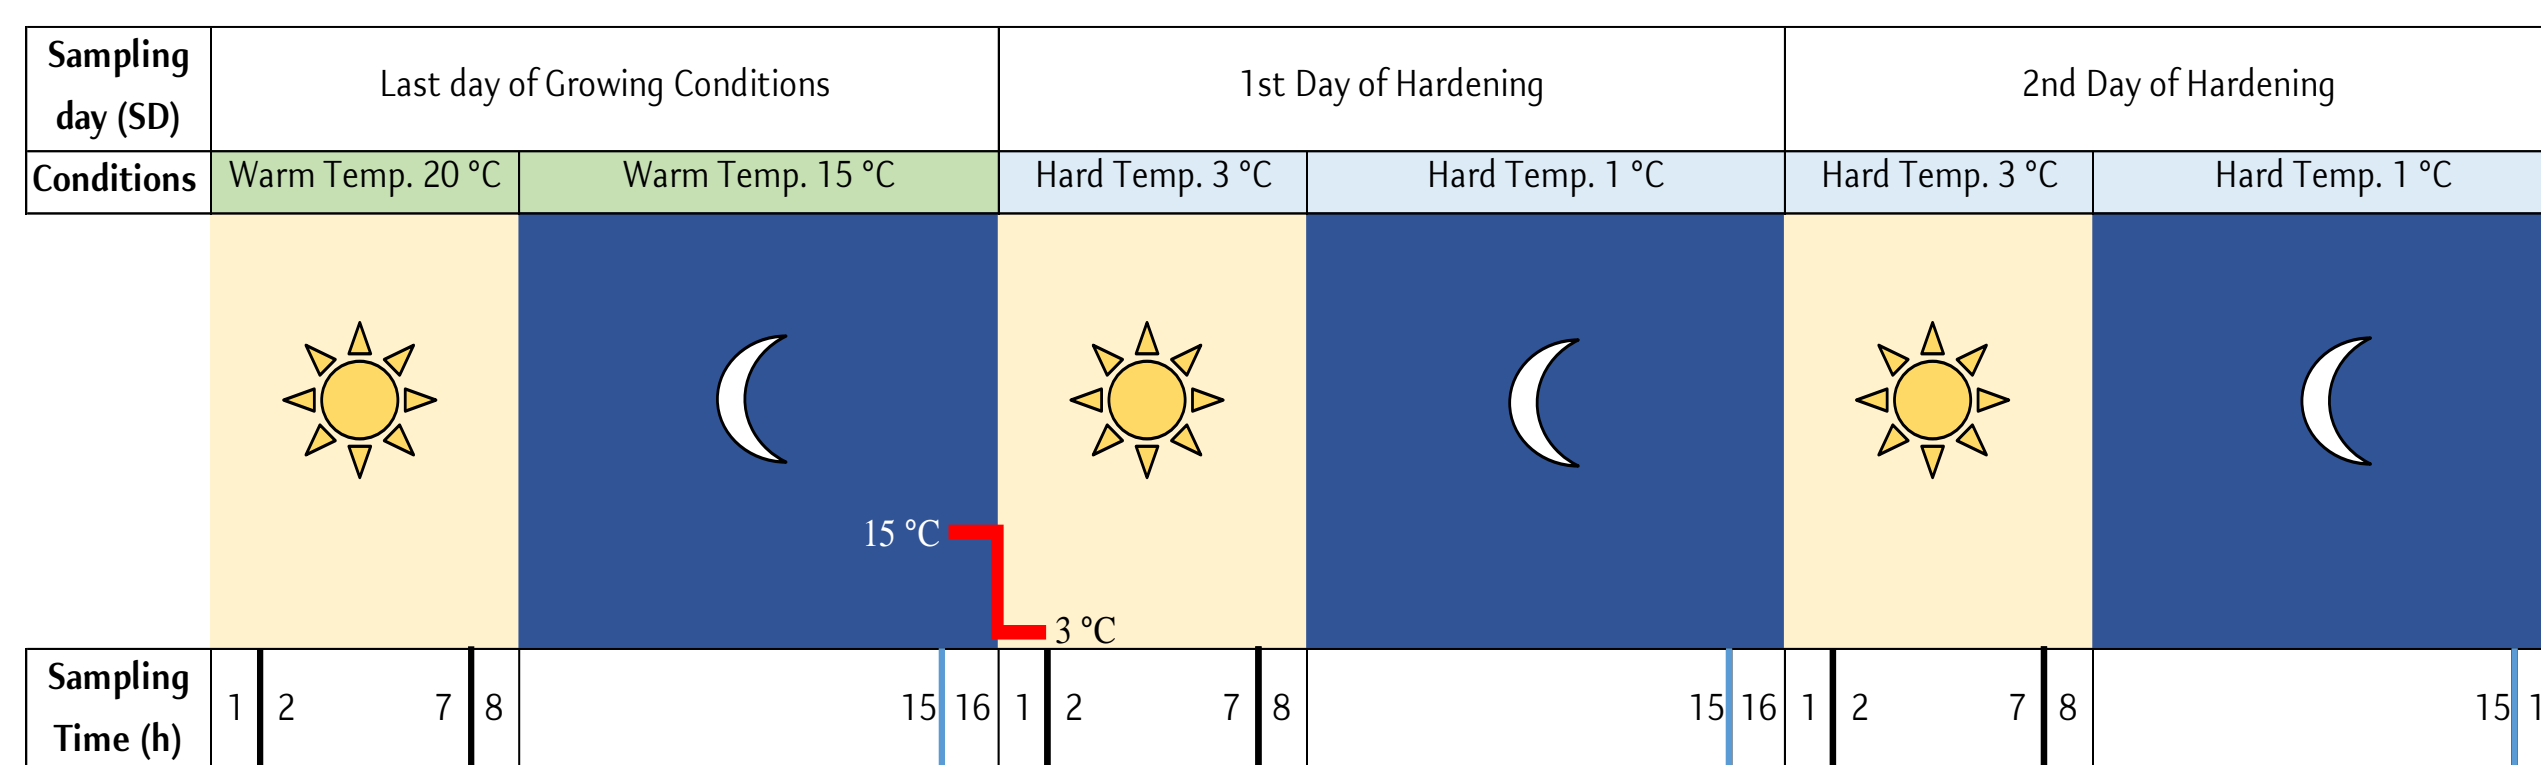 Sampling
day (SD)
Last day of Growing Conditions
1st Day of Hardening
2nd Day of Hardening
Conditions
Warm Temp. 20 °C
Warm Temp. 15 °C
Hard Temp. 3 °C
Hard Temp. 1 °C
Hard Temp. 3 °C
Hard Temp. 1 °C
15 °C
3 °C
Sampling
Time (h)
1 2 7 8 15 16 1 2 7 8 15 16 1 2 7 8 15 1